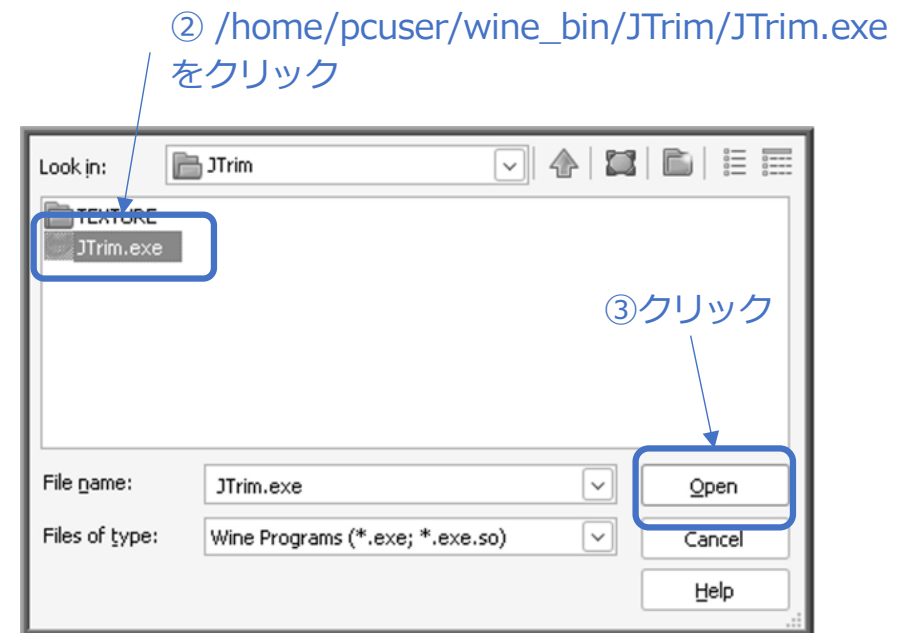 ② /home/pcuser/wine_bin/JTrim/JTrim.exe
をクリック
Look in:
JTrim
TEXTURE
JTrim.exe
③クリック
File name:
JTrim.exe
Open
Files of type:
Wine Programs (*.exe; *.exe.so)
Cancel
Help